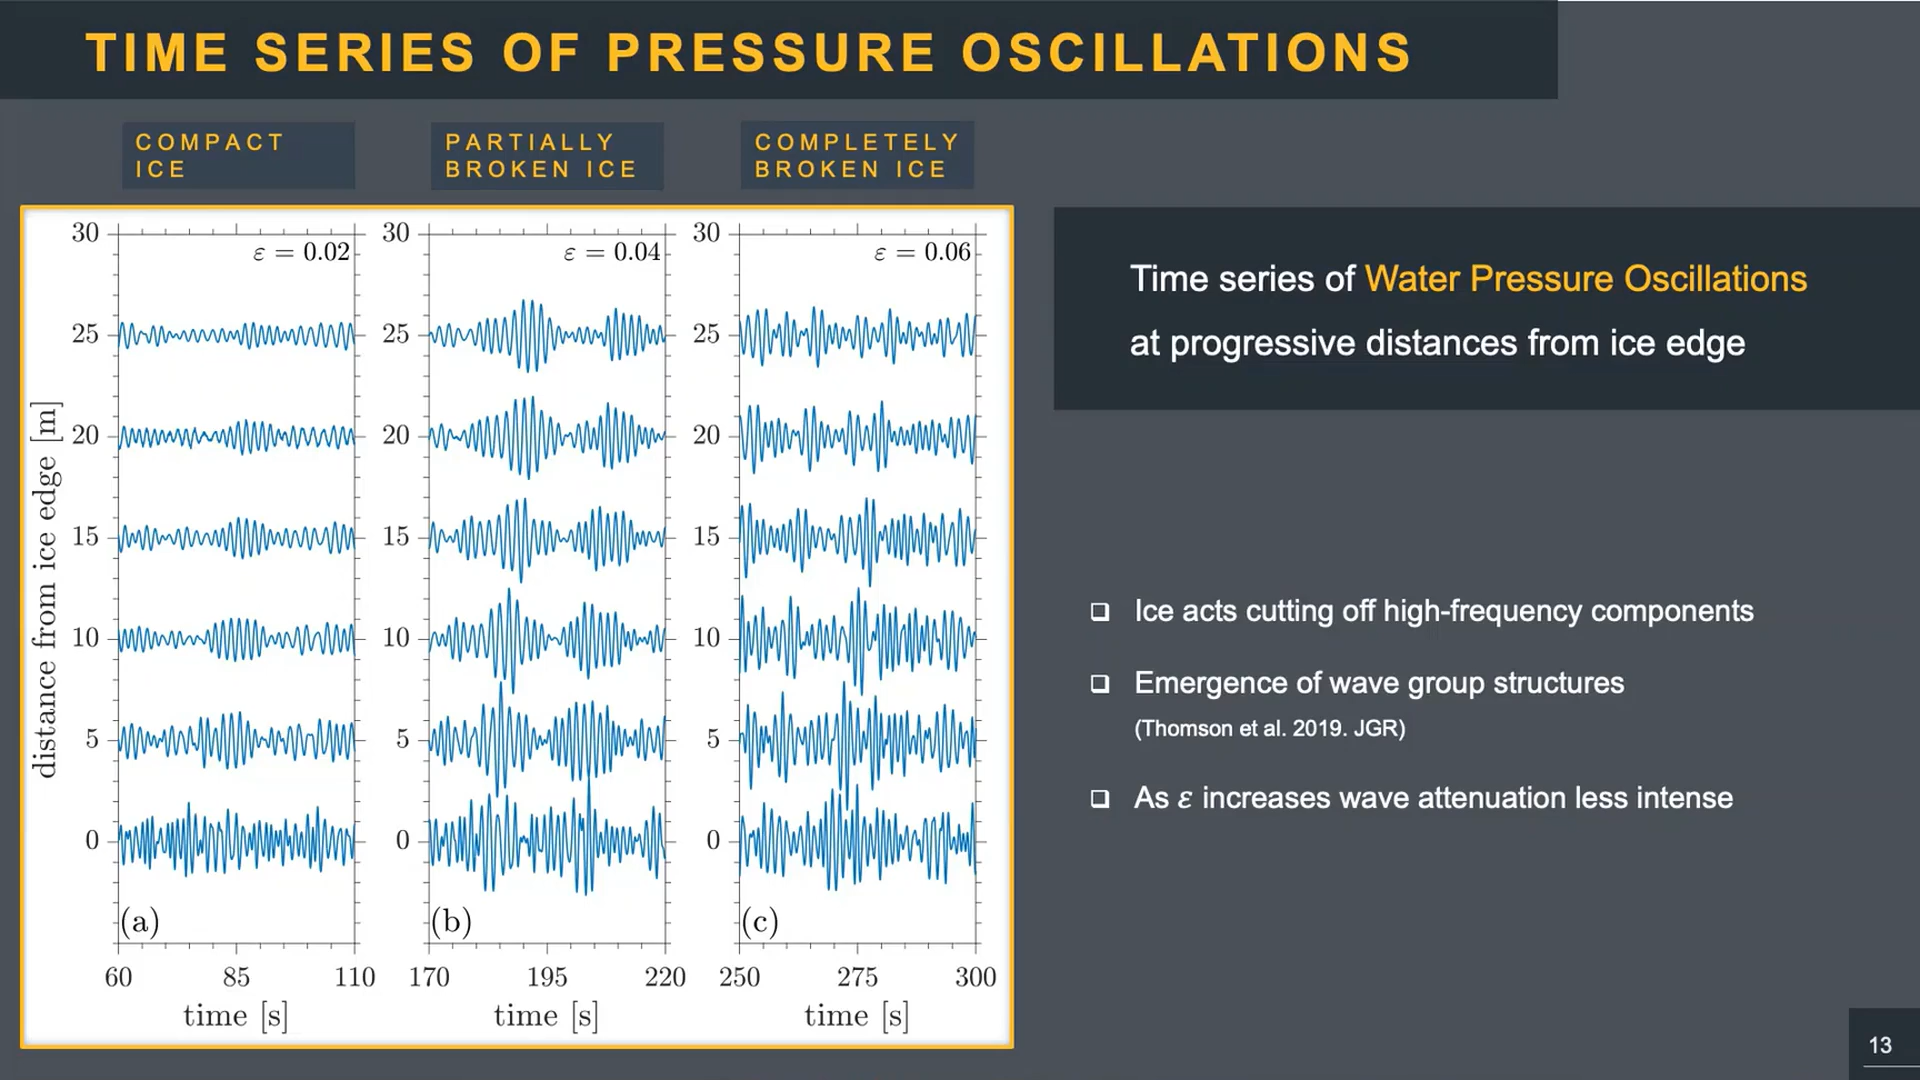 TIME SERIES OF PRESSURE OSCILLATIONS
COMPACT
ICE
PARTIALLY
BROKEN ICE
COMPLETELY
BROKEN ICE
distance from ice edge [m]
30
25
20
15
10
5
0
ε = 0.02
(a)
60
85
110
time [s]
30
25
20
15
10
5
0
ε = 0.04
(b)
170
195
220
time [s]
30
25
20
15
10
5
0
ε = 0.06
(c)
250
275
300
time [s]
Time series of Water Pressure Oscillations
at progressive distances from ice edge
❑ Ice acts cutting off high-frequency components
❑ Emergence of wave group structures
(Thomson et al. 2019. JGR)
❑ As ε increases wave attenuation less intense
13